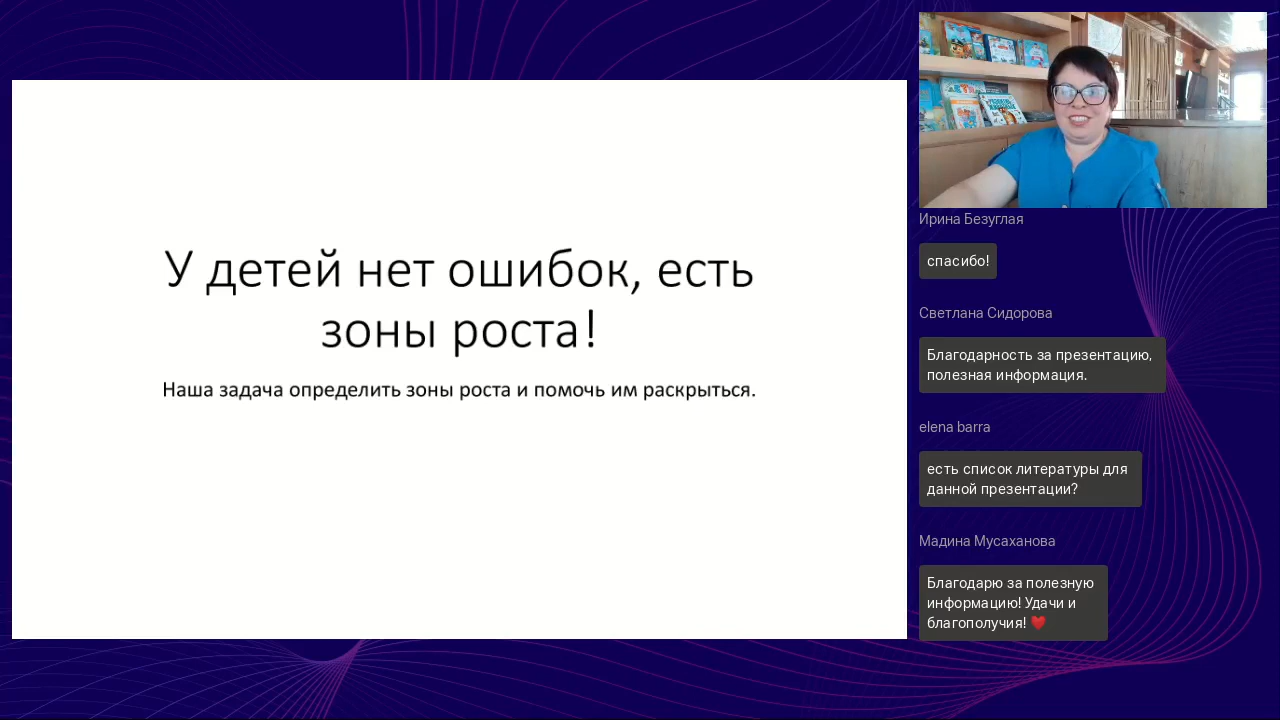 У детей нет ошибок, есть
зоны роста!
Наша задача определить зоны роста и помочь им раскрыться.
Ирина Безуглая
спасибо!
Светлана Сидорова
Благодарность за презентацию,
полезная информация.
elena barra
есть список литературы для
данной презентации?
Мадина Мусаханова
Благодарю за полезную
информацию! Удачи и
благополучия! ❤️